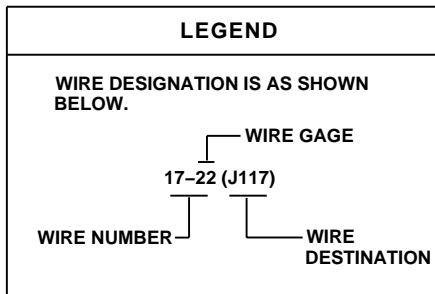 LEGEND
WIRE DESIGNATION IS AS SHOWN
BELOW.
WIRE GAGE
17–22 (J117)
WIRE NUMBER
WIRE
DESTINATION